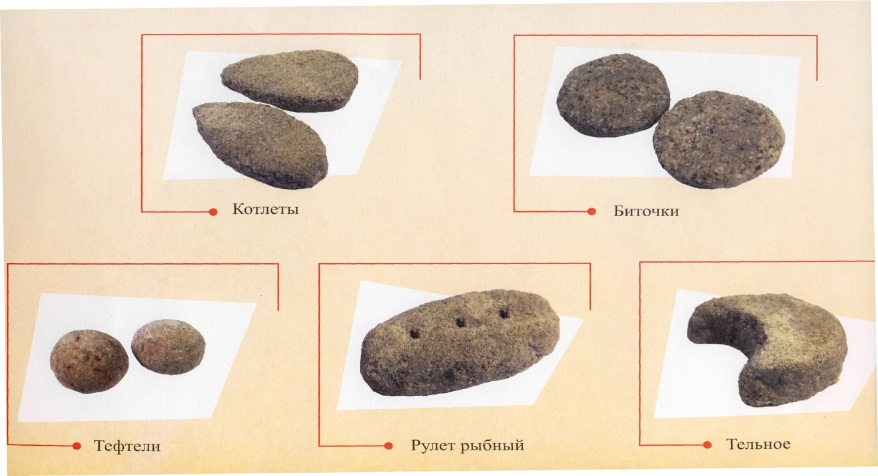 Котлеты
Биточки
Тефтели
Рулет рыбный
Тельное